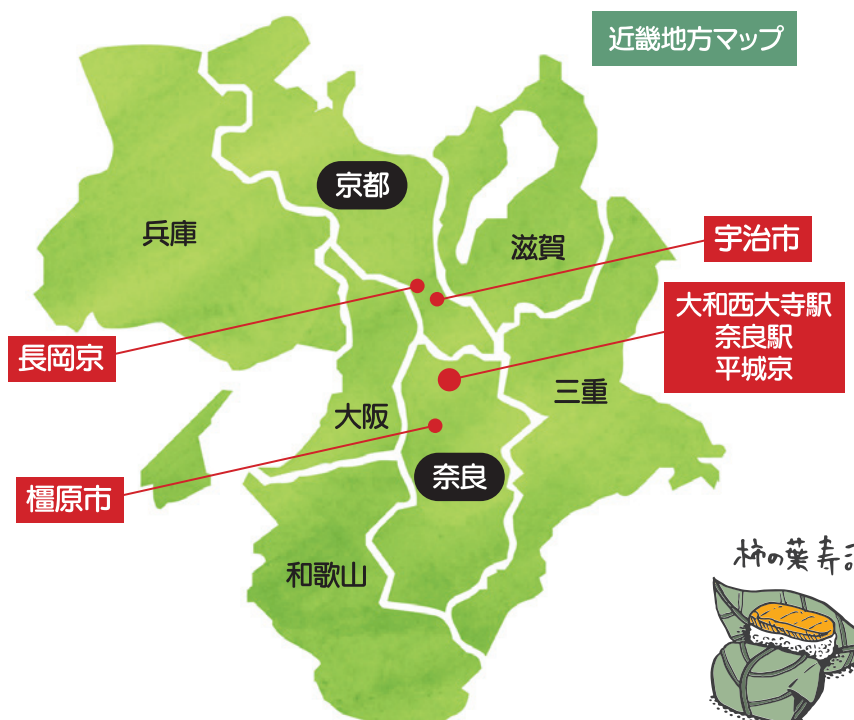 近畿地方マップ
京都
兵庫
滋賀
宇治市
大和西大寺駅
奈良駅
平城京
長岡京
三重
大阪
奈良
橿原市
和歌山
柿の葉寿